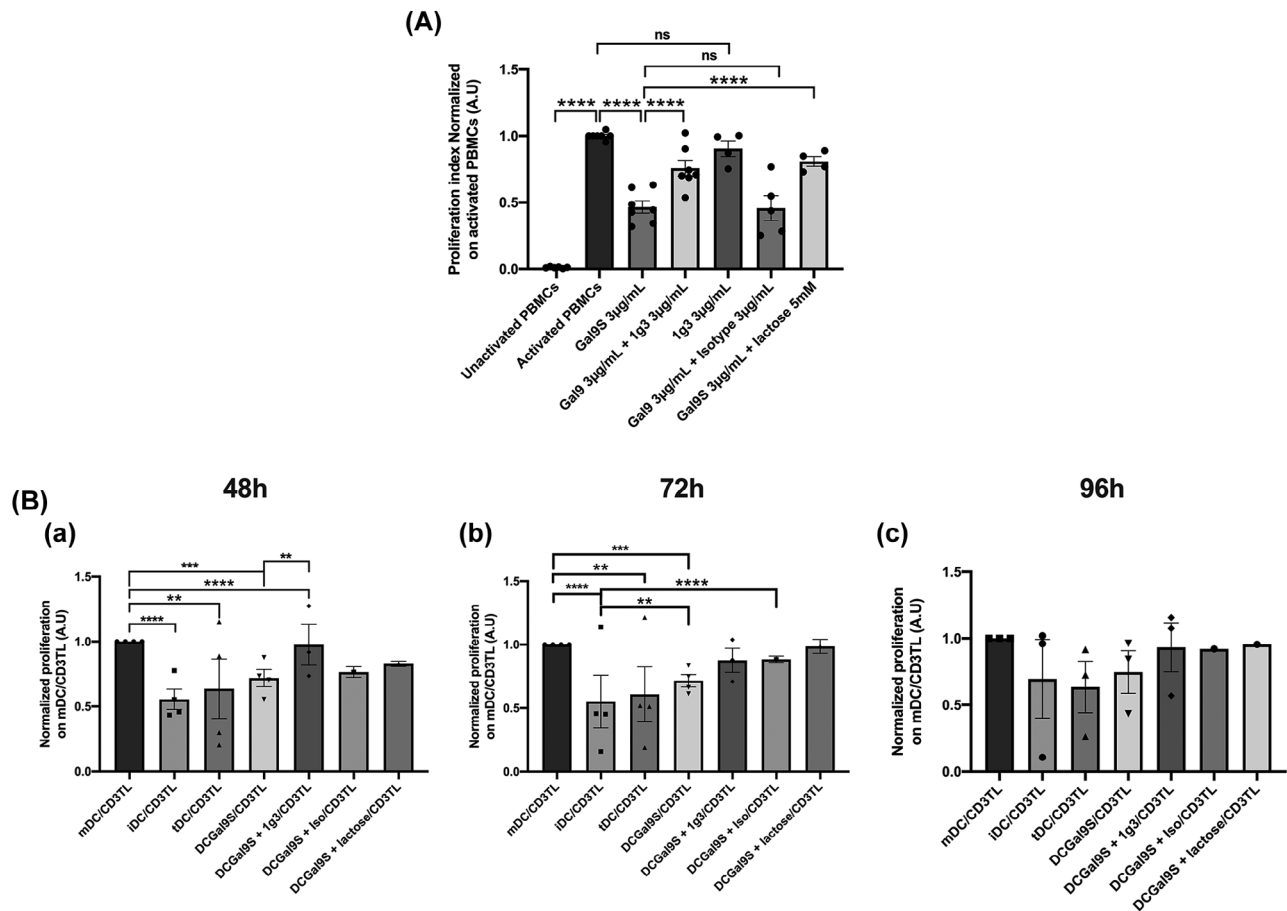 (A)
ns
ns
****
**** **** ****
Proliferation index Normalized
on activated PBMCs (A.U)
1.5
1.0
0.5
0.0
Unactivated PBMCs
Activated PBMCs
Gal9S 3µg/mL
Gal9 3µg/mL + 1g3 3µg/mL
1g3 3µg/mL
Gal9 3µg/mL + Isotype 3µg/mL
Gal9S 3µg/mL + lactose 5mM
(B)
48h
72h
96h
(a)
Normalized proliferation
on mDC/CD3TL (A.U)
1.5
1.0
0.5
0.0
**
***
****
**
****
mDC/CD3TL
iDC/CD3TL
tDC/CD3TL
DCGal9S/CD3TL
DCGal9S + 1g3/CD3TL
DCGal9S + Iso/CD3TL
DCGal9S + lactose/CD3TL
(b)
Normalized proliferation
on mDC/CD3TL (A.U)
1.5
1.0
0.5
0.0
***
**
****
****
**
mDC/CD3TL
iDC/CD3TL
tDC/CD3TL
DCGal9S/CD3TL
DCGal9S + 1g3/CD3TL
DCGal9S + Iso/CD3TL
DCGal9S + lactose/CD3TL
(c)
Normalized proliferation
on mDC/CD3TL (A.U)
1.5
1.0
0.5
0.0
mDC/CD3TL
iDC/CD3TL
tDC/CD3TL
DCGal9S/CD3TL
DCGal9S + 1g3/CD3TL
DCGal9S + Iso/CD3TL
DCGal9S + lactose/CD3TL